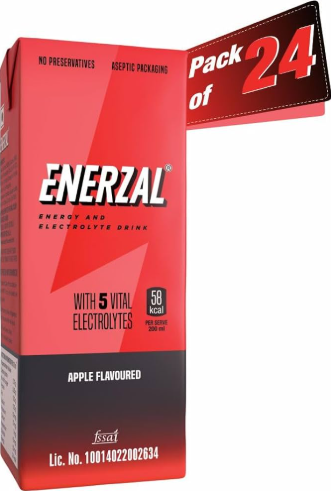 NO PRESERVATIVES
ASEPTIC PACKAGING
Pack
of
24
ENERZAL®
ENERGY AND
ELECTROLYTE DRINK
WITH 5 VITAL
ELECTROLYTES
58
kcal
PER SERVE
200 ml
APPLE FLAVOURED
fssai
Lic. No. 10014022002634